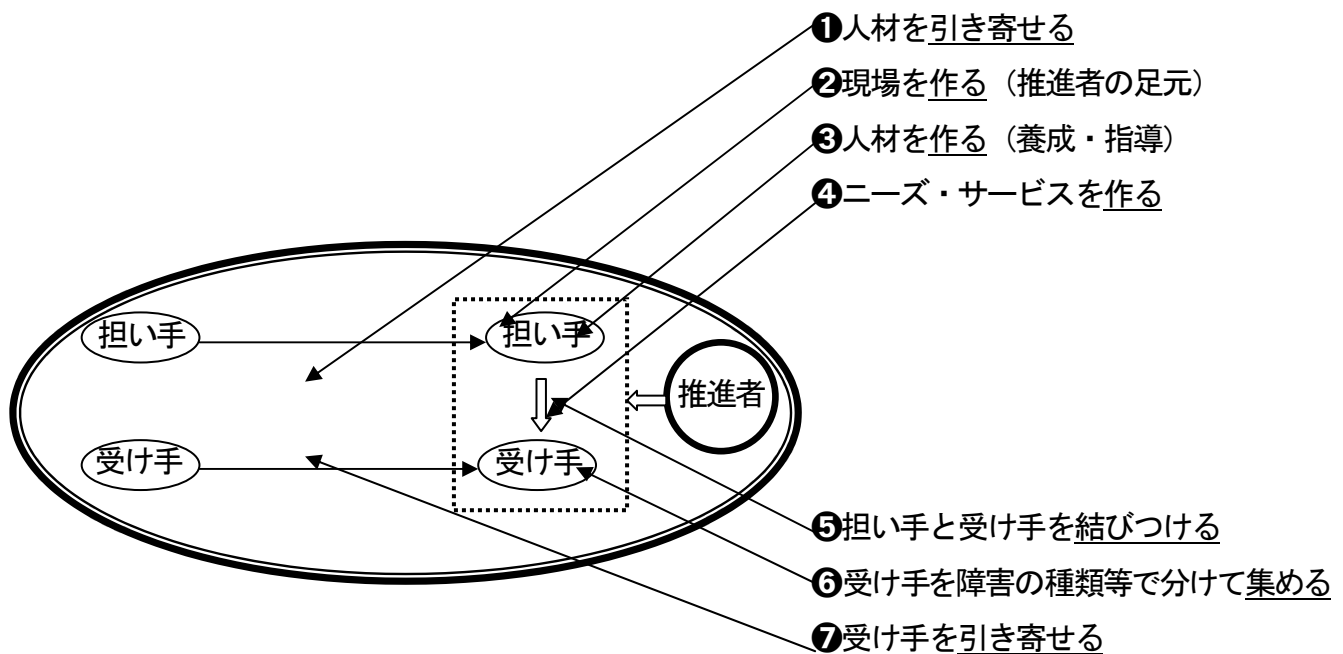 ❶人材を引き寄せる
❷現場を作る（推進者の足元）
❸人材を作る（養成・指導）
❹ニーズ・サービスを作る
担い手
担い手
推進者
受け手
受け手
❺担い手と受け手を結びつける
❻受け手を障害の種類等で分けて集める
❼受け手を引き寄せる